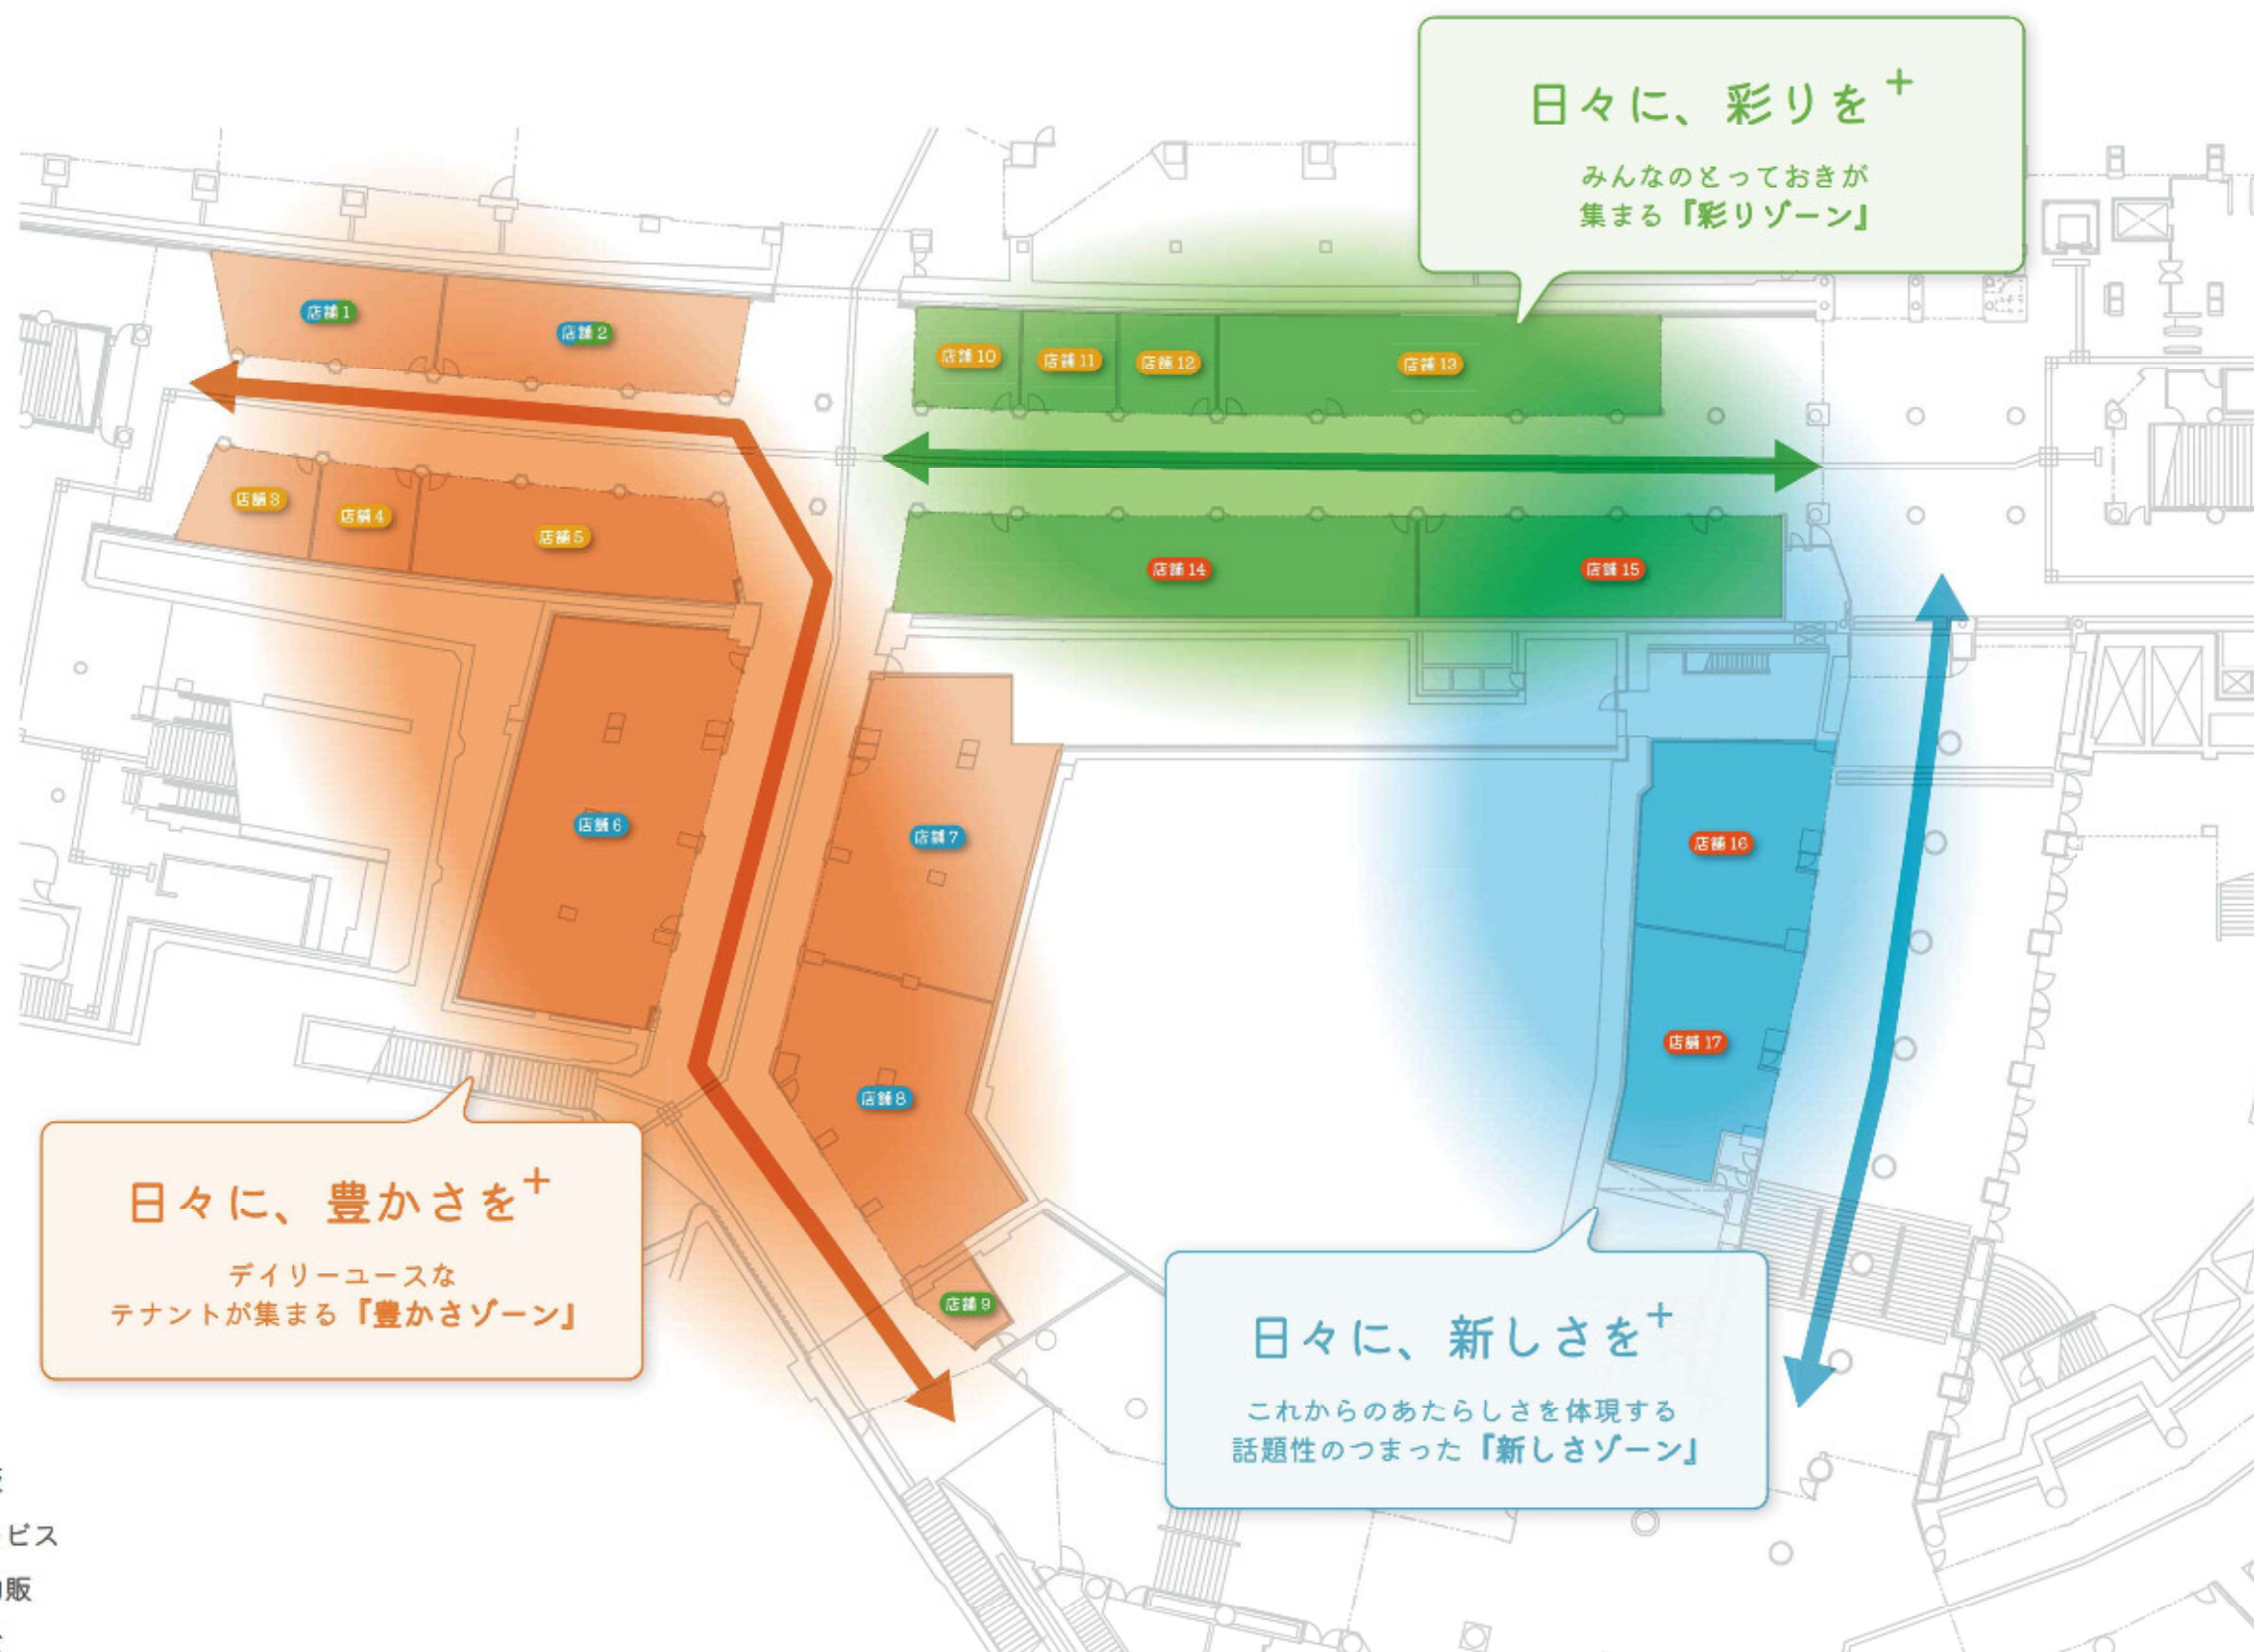 日々に、彩りを+
みんなのとっておきが
集まる『彩りゾーン』
店舗1
店舗2
店舗10
店舗11
店舗12
店舗13
店舗3
店舗4
店舗5
店舗14
店舗15
店舗6
店舗7
店舗16
店舗17
店舗8
店舗9
日々に、豊かさを+
デイリーユースな
テナントが集まる『豊かさゾーン』
日々に、新しさを+
これからのあたらしさを体現する
話題性のつまった『新しさゾーン』
ビス
販